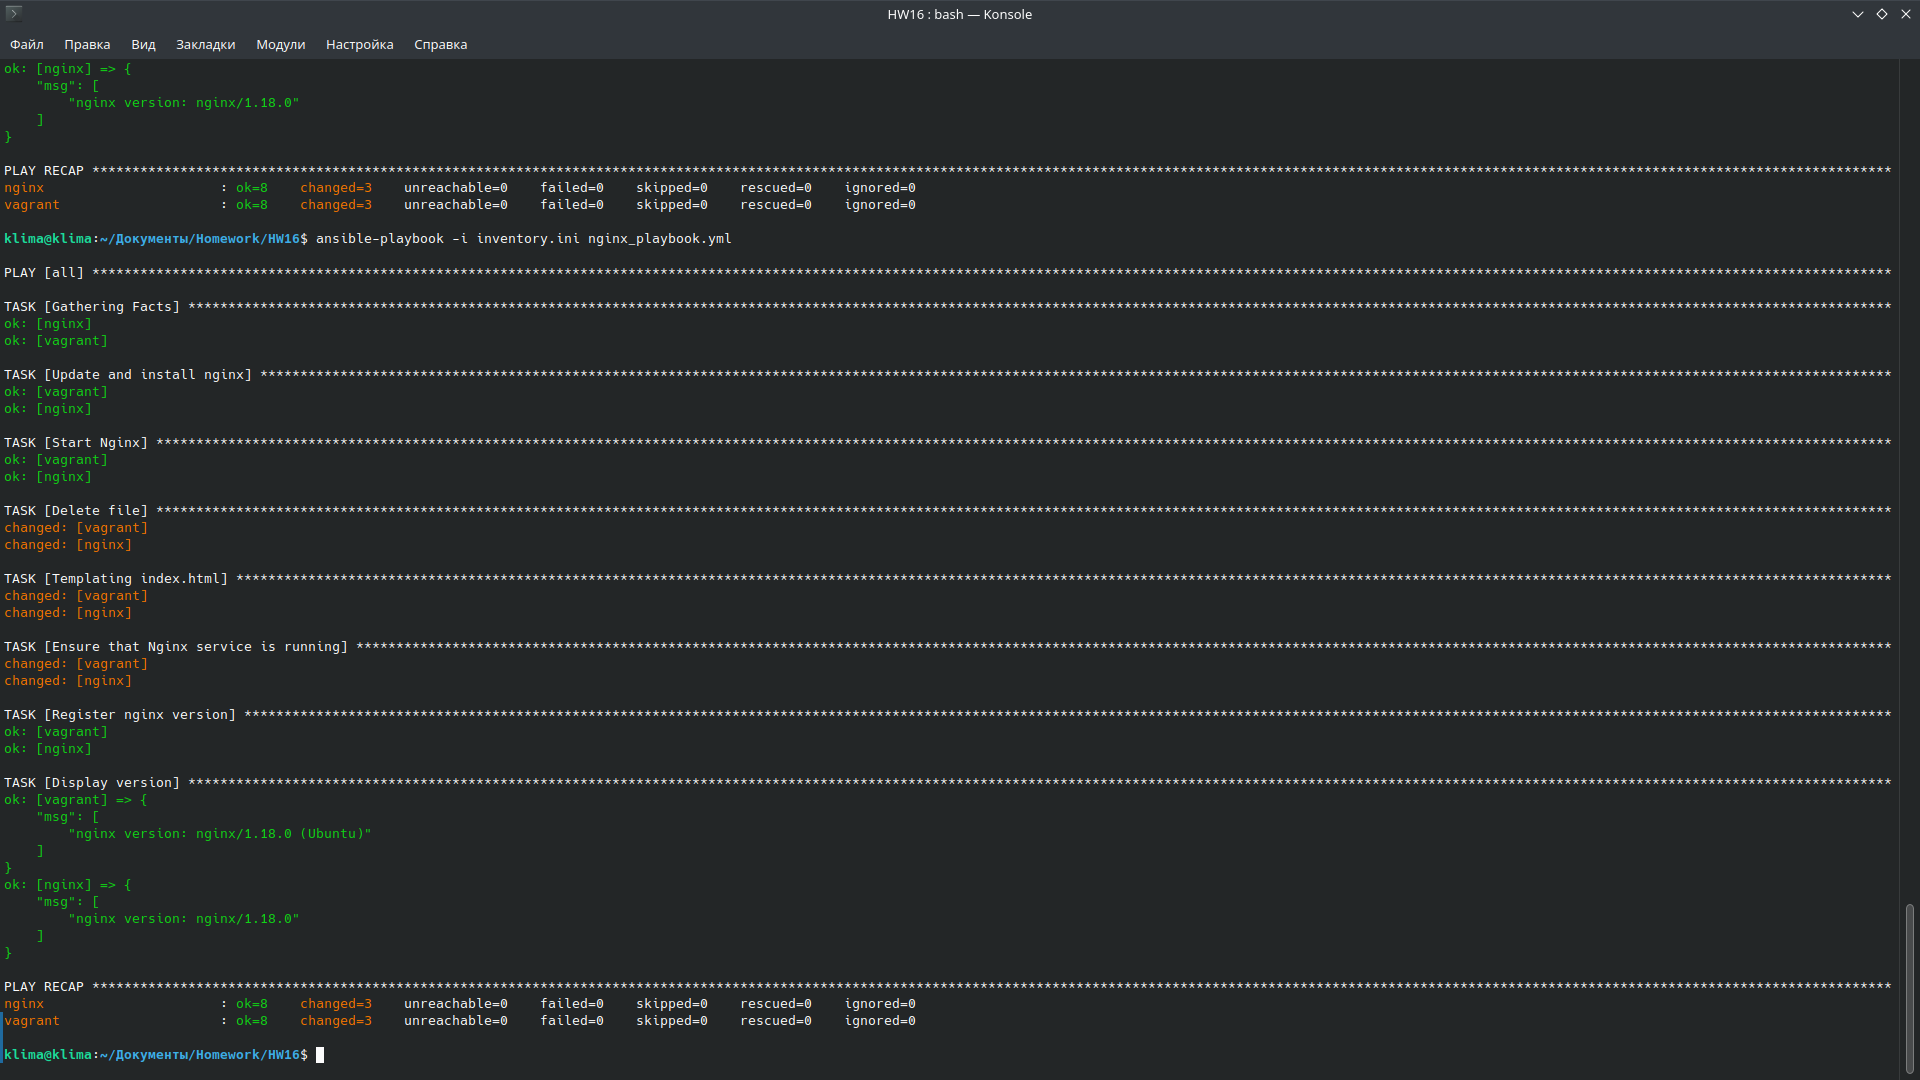 HW16 : bash — Konsole
Файл Правка Вид Закладки Модули Настройка Справка
ok: [nginx] => {
    "msg": [
        "nginx version: nginx/1.18.0"
    ]
}
PLAY RECAP ****************************************************************
nginx                      : ok=8    changed=3    unreachable=0    failed=0    skipped=0    rescued=0    ignored=0
vagrant                    : ok=8    changed=3    unreachable=0    failed=0    skipped=0    rescued=0    ignored=0
klima@klima:~/Документы/Homework/HW16$ ansible-playbook -i inventory.ini nginx_playbook.yml
PLAY [all] ****************************************************************
TASK [Gathering Facts] ****************************************************************
ok: [nginx]
ok: [vagrant]
TASK [Update and install nginx] ****************************************************************
ok: [vagrant]
ok: [nginx]
TASK [Start Nginx] ****************************************************************
ok: [vagrant]
ok: [nginx]
TASK [Delete file] ****************************************************************
changed: [vagrant]
changed: [nginx]
TASK [Templating index.html] ****************************************************************
changed: [vagrant]
changed: [nginx]
TASK [Ensure that Nginx service is running] ****************************************************************
changed: [vagrant]
changed: [nginx]
TASK [Register nginx version] ****************************************************************
ok: [vagrant]
ok: [nginx]
TASK [Display version] ****************************************************************
ok: [vagrant] => {
    "msg": [
        "nginx version: nginx/1.18.0 (Ubuntu)"
    ]
}
ok: [nginx] => {
    "msg": [
        "nginx version: nginx/1.18.0"
    ]
}
PLAY RECAP ****************************************************************
nginx                      : ok=8    changed=3    unreachable=0    failed=0    skipped=0    rescued=0    ignored=0
vagrant                    : ok=8    changed=3    unreachable=0    failed=0    skipped=0    rescued=0    ignored=0
klima@klima:~/Документы/Homework/HW16$